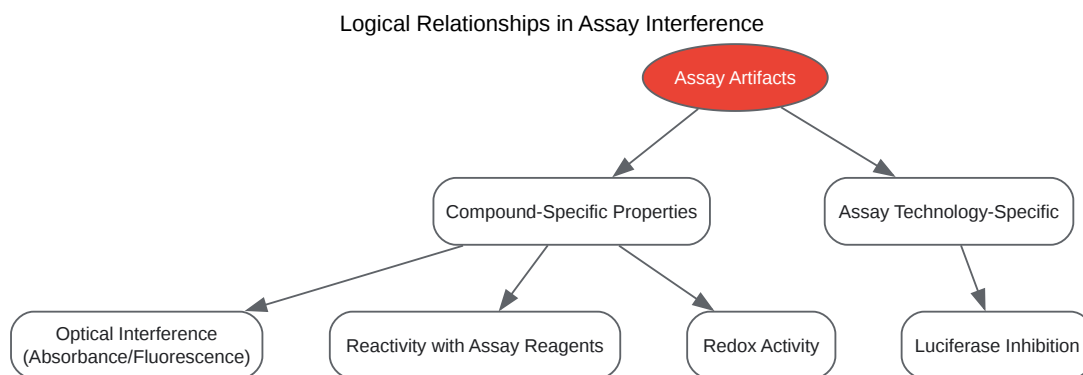 Logical Relationships in Assay Interference
Assay Artifacts
Compound-Specific Properties
Assay Technology-Specific
Optical Interference
(Absorbance/Fluorescence)
Reactivity with Assay Reagents
Redox Activity
Luciferase Inhibition